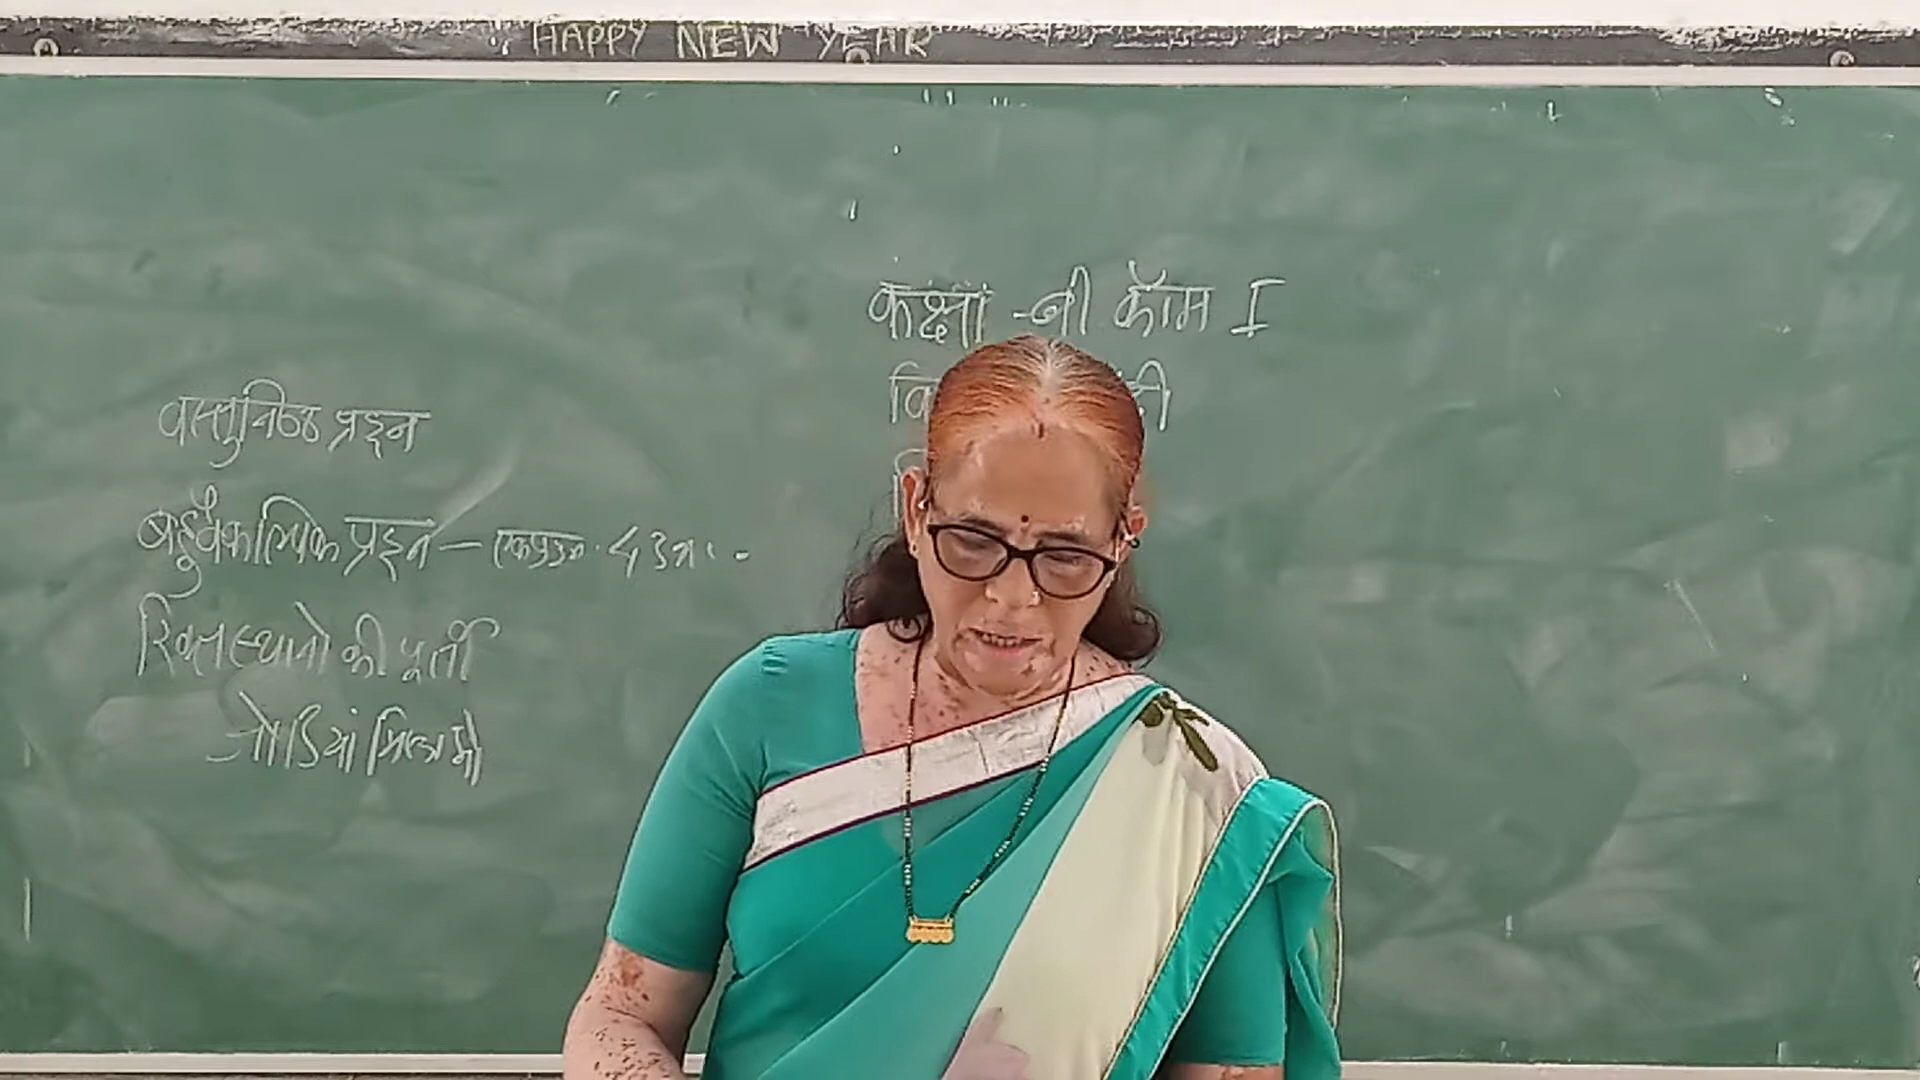 HAPPY NEW YEAR
कक्षा - बी कॉम I
वस्तुनिष्ठ प्रश्न
बहुवैकल्पिक प्रश्न —
रिक्त स्थानो की पूर्ती
जोडियां मिलाओ